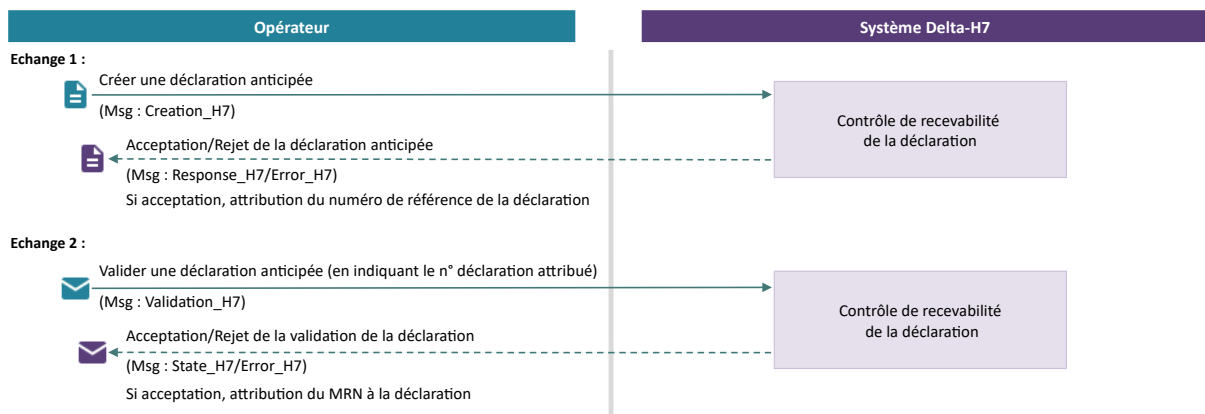 Opérateur
Système Delta-H7
Echange 1 :
Créer une déclaration anticipée
(Msg : Creation_H7)
Contrôle de recevabilité
de la déclaration
Acceptation/Rejet de la déclaration anticipée
(Msg : Response_H7/Error_H7)
Si acceptation, attribution du numéro de référence de la déclaration
Echange 2 :
Valider une déclaration anticipée (en indiquant le n° déclaration attribué)
(Msg : Validation_H7)
Contrôle de recevabilité
de la déclaration
Acceptation/Rejet de la validation de la déclaration
(Msg : State_H7/Error_H7)
Si acceptation, attribution du MRN à la déclaration